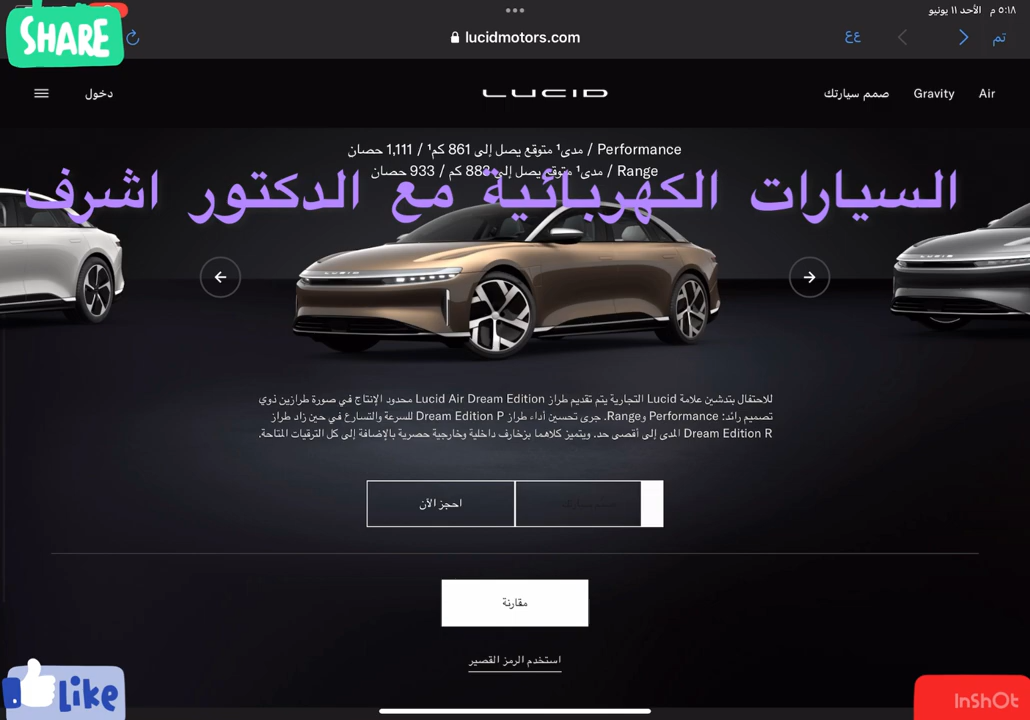 ٥:١٨ م الأحد ١١ يونيو
SHARE
lucidmotors.com
عع
تم
دخول
LUCID
صمم سيارتك
Gravity
Air
Performance / مدى¹ متوقع يصل إلى 861 كم¹ / 1,111 حصان
Range / مدى¹ متوقع يصل إلى 883 كم / 933 حصان
السيارات الكهربائية مع الدكتور اشرف
للاحتفال بتدشين علامة Lucid التجارية يتم تقديم طراز Lucid Air Dream Edition محدود الإنتاج في صورة طرازين ذوي
تصميم رائد: Performance وRange. جرى تحسين أداء طراز Dream Edition P للسرعة والتسارع في حين زاد طراز
Dream Edition R المدى إلى أقصى حد. ويتميز كلاهما بزخارف داخلية وخارجية حصرية بالإضافة إلى كل الترقيات المتاحة.
احجز الآن
مقارنة
استخدم الرمز القصير
Like
InShOt